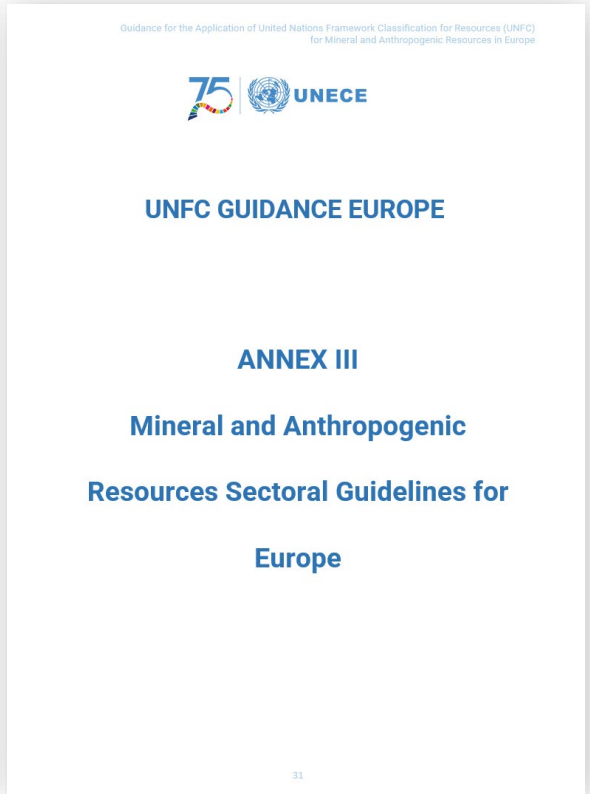 Guidance for the Application of United Nations Framework Classification for Resources (UNFC)
for Mineral and Anthropogenic Resources in Europe
75 UNECE
UNFC GUIDANCE EUROPE
ANNEX III
Mineral and Anthropogenic
Resources Sectoral Guidelines for
Europe
31